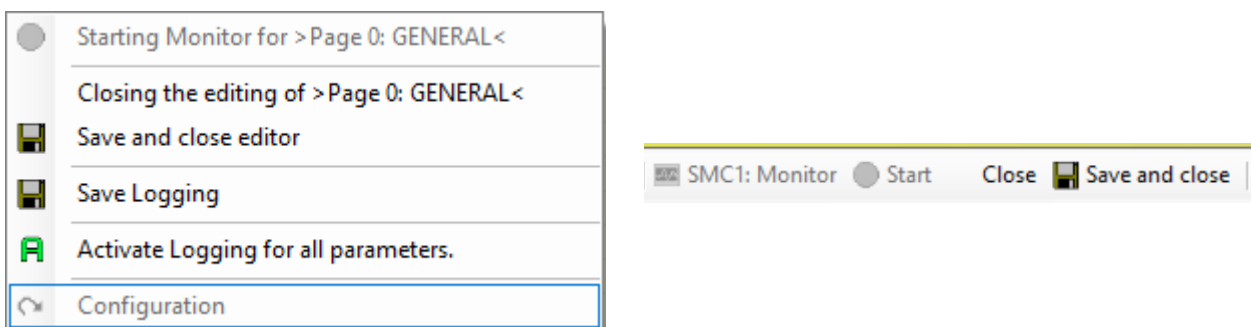 Starting Monitor for >Page 0: GENERAL<
Closing the editing of >Page 0: GENERAL<
Save and close editor
Save Logging
Activate Logging for all parameters.
Configuration
SMC1: Monitor Start Close Save and close